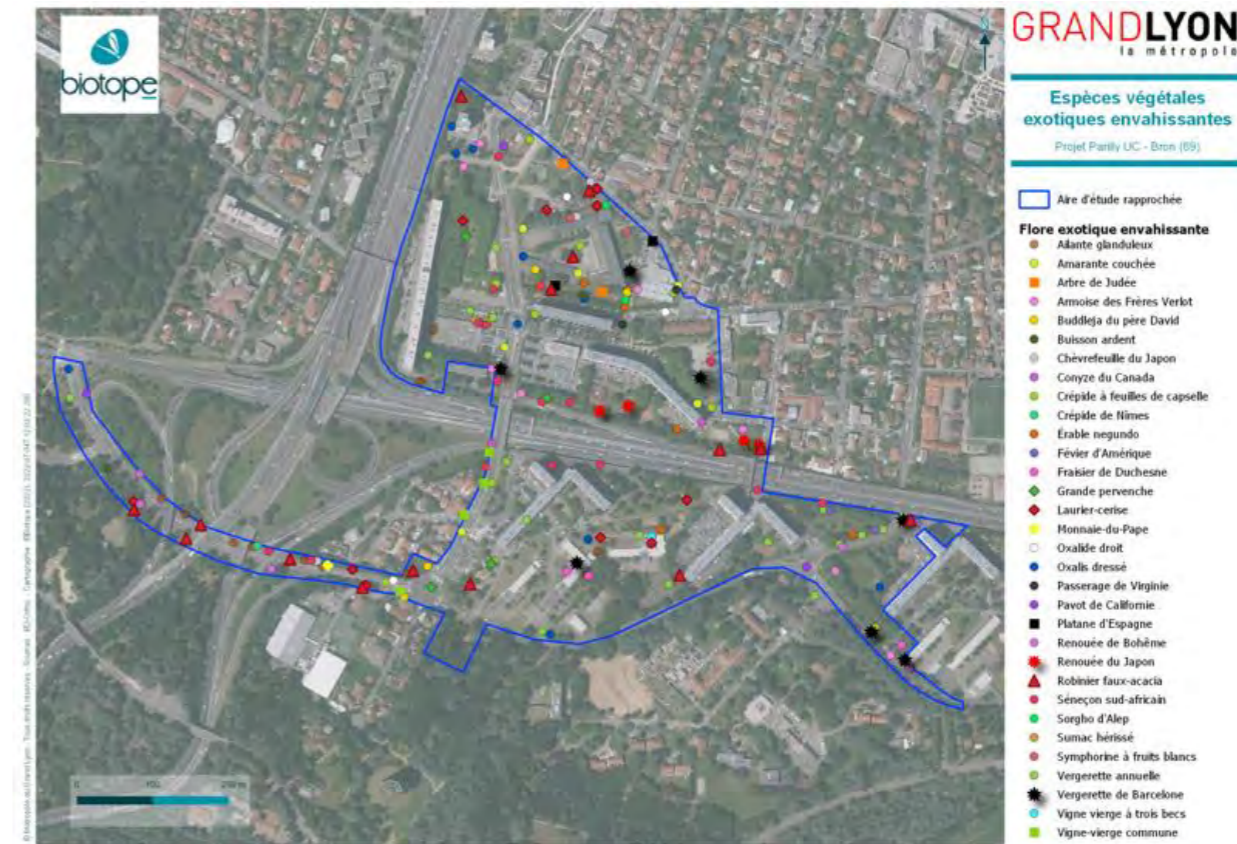 biotope
N
GRANDLYON
la métropole
Espèces végétales
exotiques envahissantes
Projet Parilly UC - Bron (69)
Aire d'étude rapprochée
Flore exotique envahissante
Ailante glanduleux
Amarante couchée
Arbre de Judée
Armoise des Frères Verlot
Buddleja du père David
Buisson ardent
Chèvrefeuille du Japon
Conyze du Canada
Crépide à feuilles de capselle
Crépide de Nîmes
Érable negundo
Févier d'Amérique
Fraisier de Duchesne
Grande pervenche
Laurier-cerise
Monnaie-du-Pape
Oxalide droit
Oxalis dressé
Passerage de Virginie
Pavot de Californie
Platane d'Espagne
Renouée de Bohême
Renouée du Japon
Robinier faux-acacia
Séneçon sud-africain
Sorgho d'Alep
Sumac hérissé
Symphorine à fruits blancs
Vergerette annuelle
Vergerette de Barcelone
Vigne vierge à trois becs
Vigne-vierge commune
0